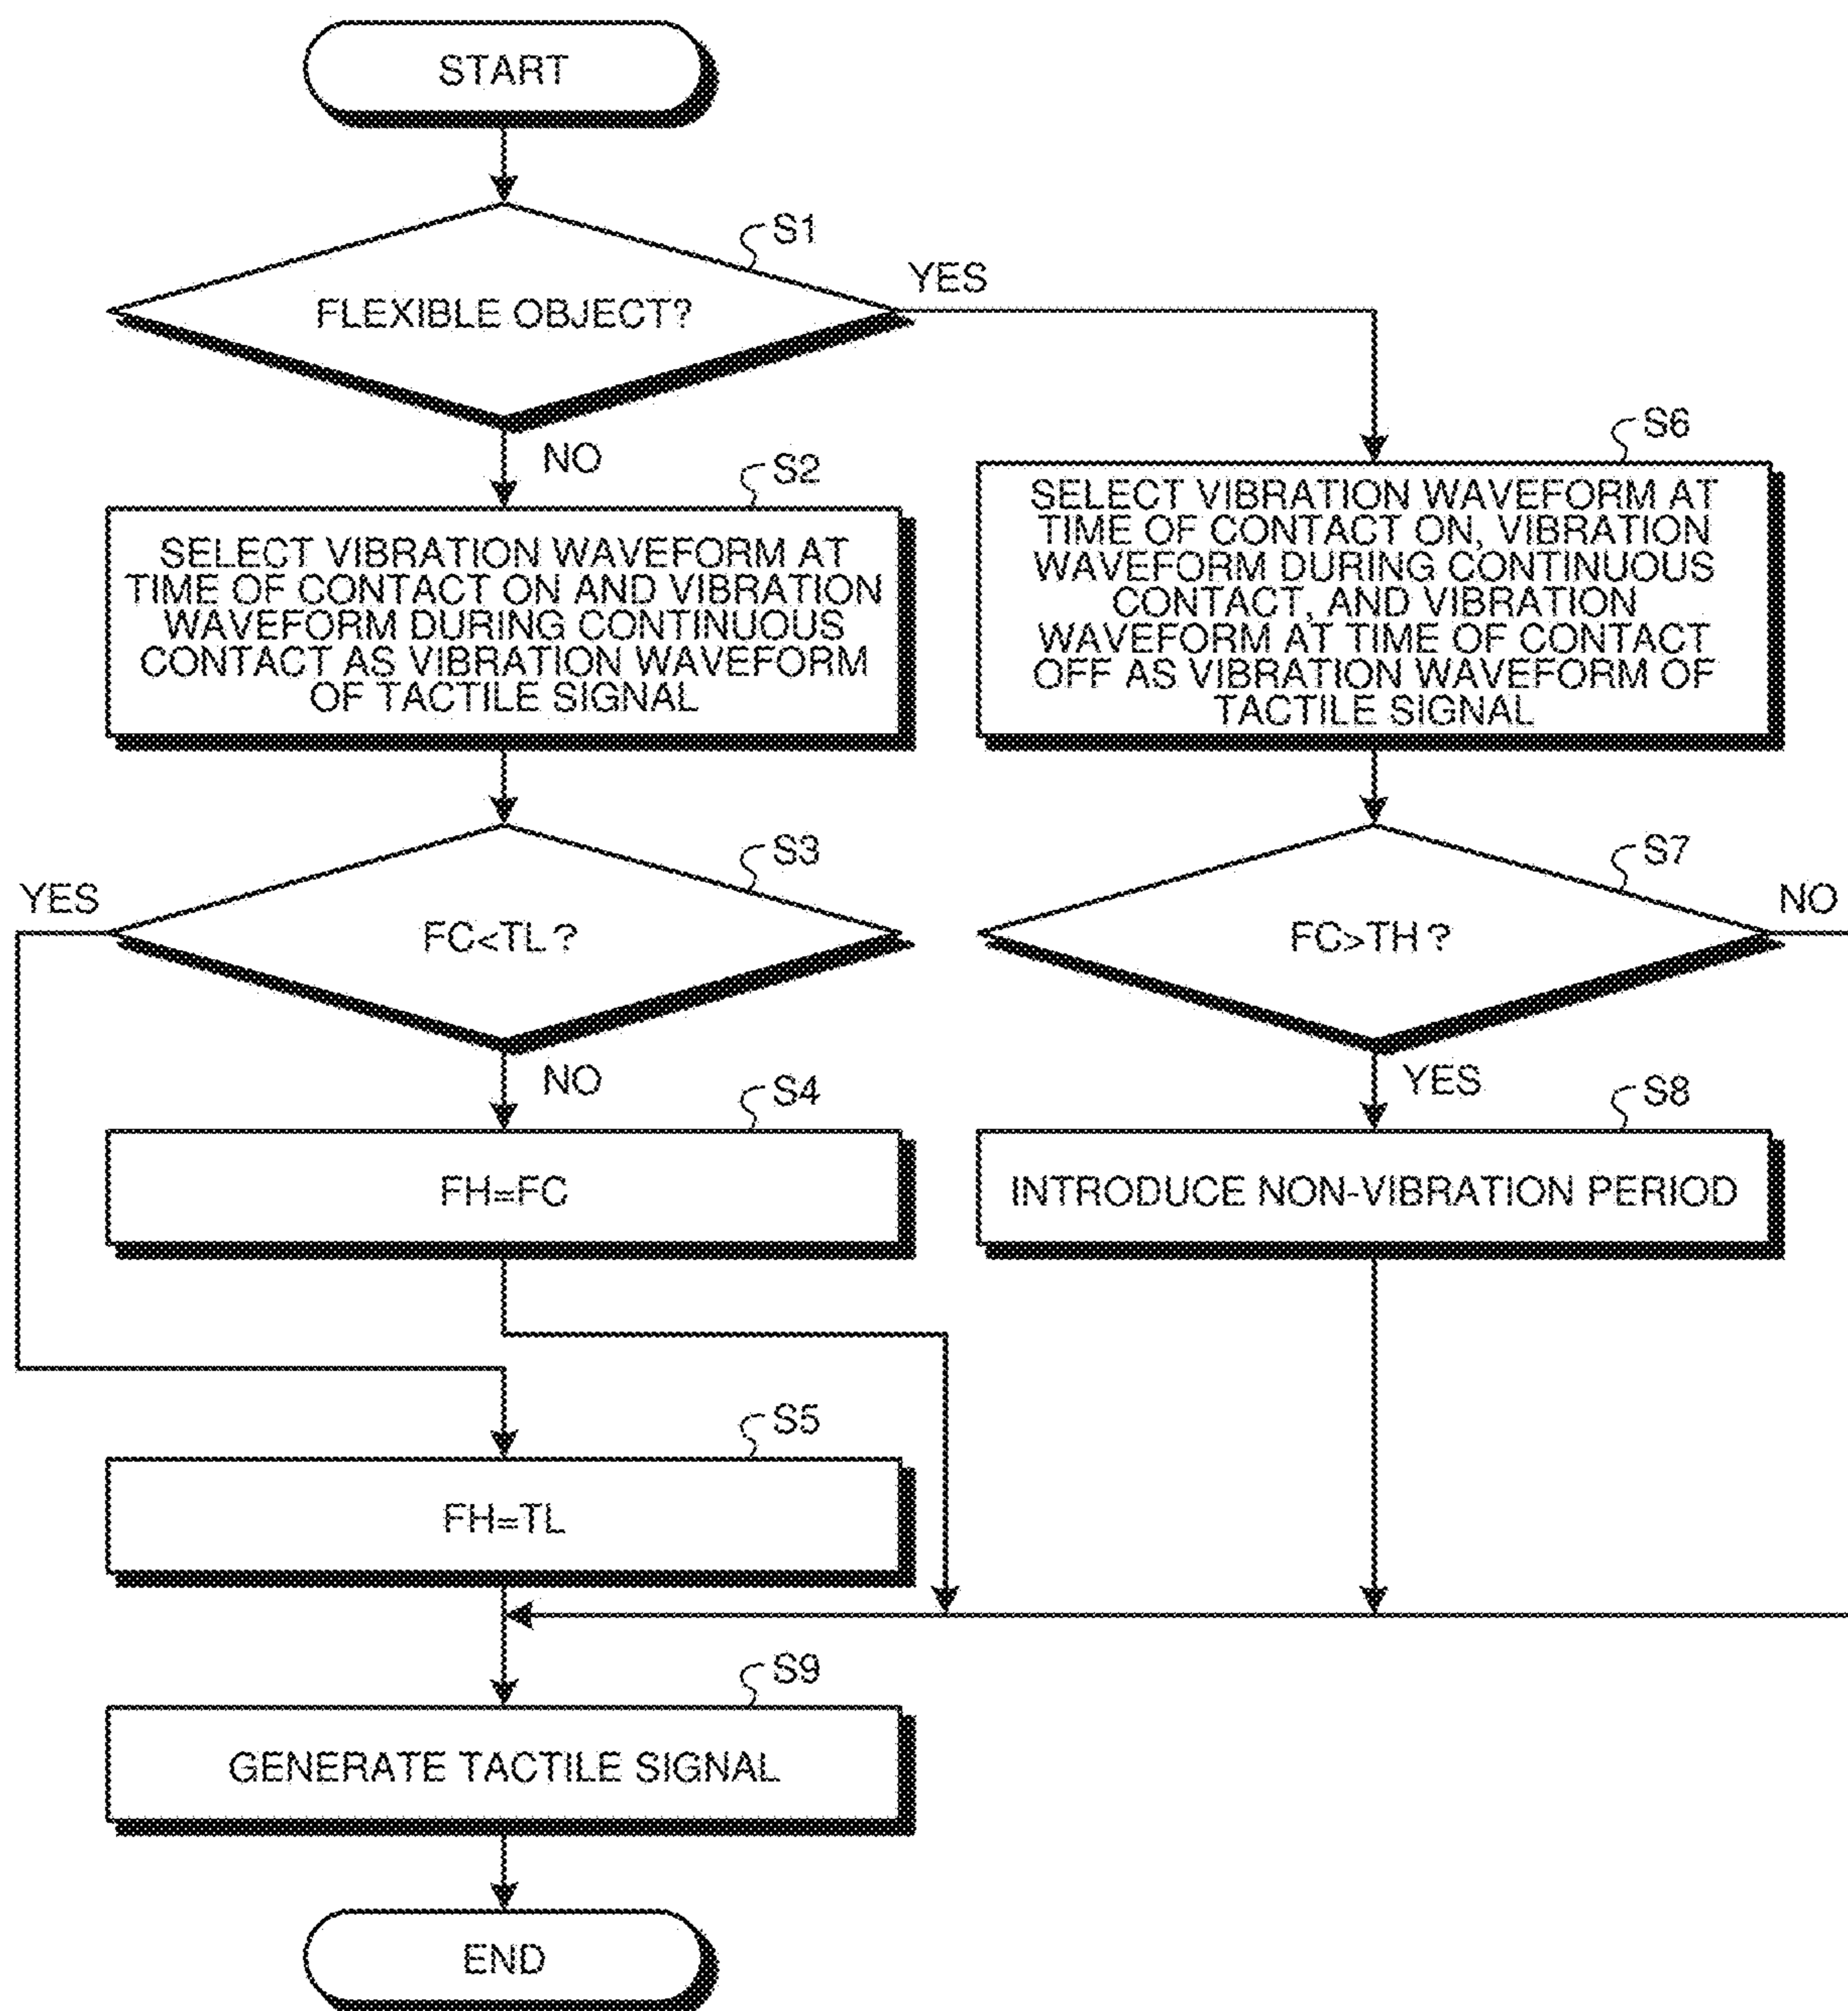 START
S1
FLEXIBLE OBJECT?
YES
NO
S2
SELECT VIBRATION WAVEFORM AT
TIME OF CONTACT ON AND VIBRATION
WAVEFORM DURING CONTINUOUS
CONTACT AS VIBRATION WAVEFORM
OF TACTILE SIGNAL
S6
SELECT VIBRATION WAVEFORM AT
TIME OF CONTACT ON, VIBRATION
WAVEFORM DURING CONTINUOUS
CONTACT, AND VIBRATION
WAVEFORM AT TIME OF CONTACT
OFF AS VIBRATION WAVEFORM OF
TACTILE SIGNAL
S3
YES
FC<TL?
NO
S7
FC>TH?
NO
YES
S4
FH=FC
S8
INTRODUCE NON-VIBRATION PERIOD
S5
FH=TL
S9
GENERATE TACTILE SIGNAL
END